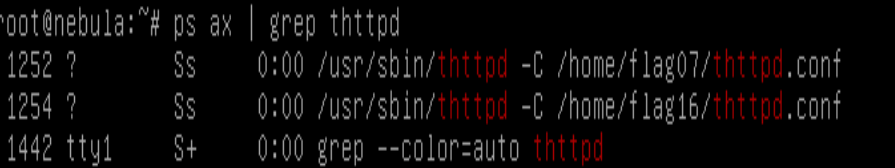 root@nebula:~# ps ax | grep thttpd
1252 ? Ss 0:00 /usr/sbin/thttpd -C /home/flag07/thttpd.conf
1254 ? Ss 0:00 /usr/sbin/thttpd -C /home/flag16/thttpd.conf
1442 tty1 S+ 0:00 grep --color=auto thttpd